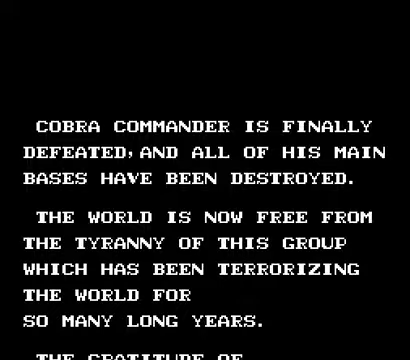 COBRA COMMANDER IS FINALLY
DEFEATED,AND ALL OF HIS MAIN
BASES HAVE BEEN DESTROYED.
THE WORLD IS NOW FREE FROM
THE TYRANNY OF THIS GROUP
WHICH HAS BEEN TERRORIZING
THE WORLD FOR
SO MANY LONG YEARS.
THE GRATITUDE OF